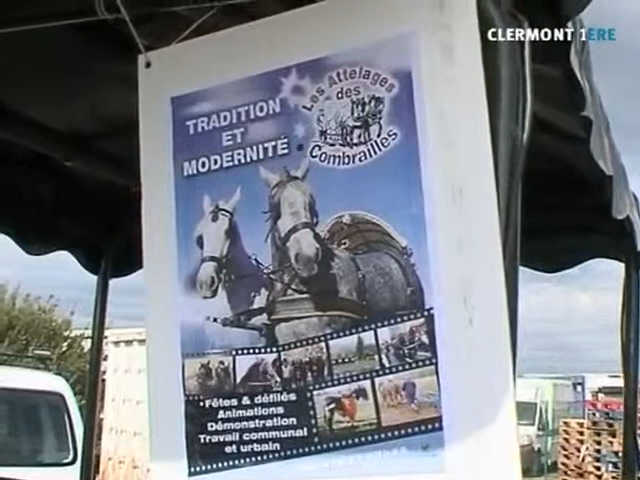 CLERMONT 1ERE
TRADITION
ET
MODERNITÉ
Les Attelages
des
Combrailles
• Fêtes & défilés
Animations
Démonstration
Travail communal
et urbain